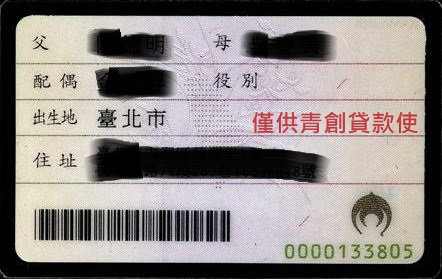 父 明 母
配偶 役別
出生地 臺北市
僅供青創貸款使
住址 號
0000133805